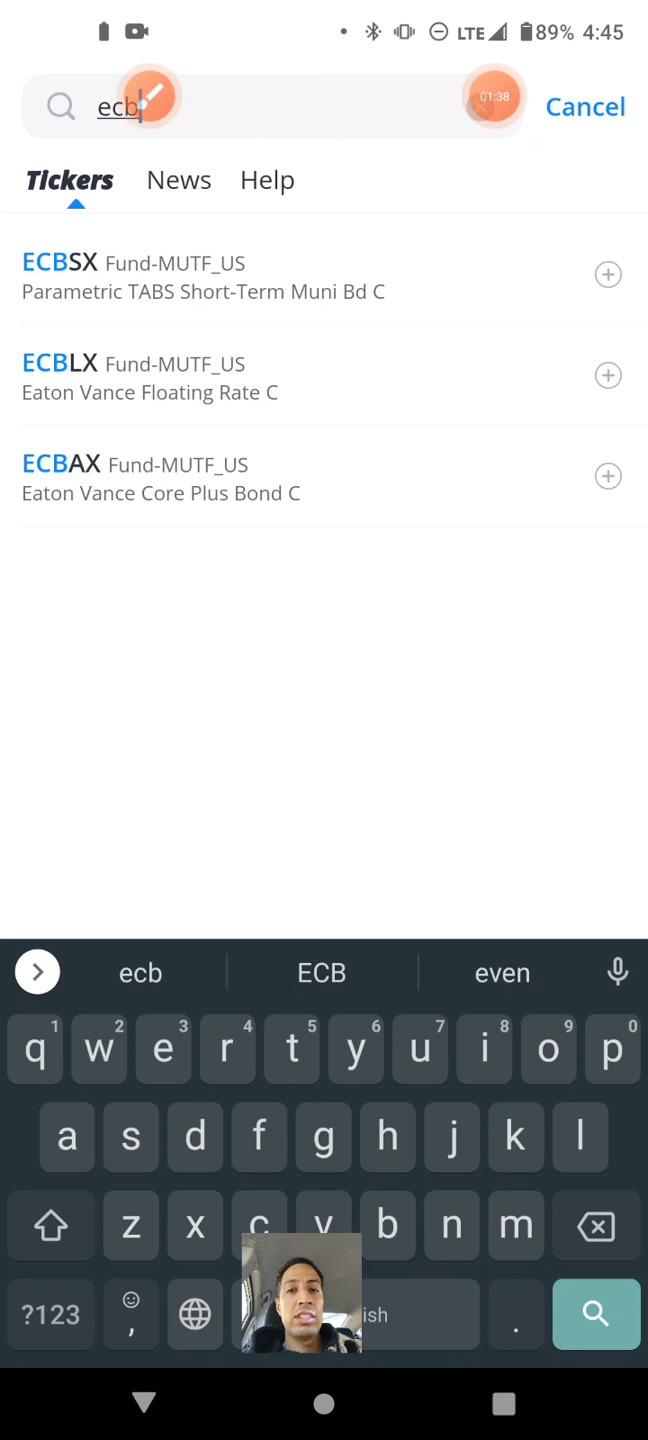 LTE 89% 4:45
ecb 01:38 Cancel
Tickers News Help
ECBSX Fund-MUTF_US
Parametric TABS Short-Term Muni Bd C
ECBLX Fund-MUTF_US
Eaton Vance Floating Rate C
ECBAX Fund-MUTF_US
Eaton Vance Core Plus Bond C
ecb ECB even
q1 w2 e3 r4 t5 y6 u7 i8 o9 p0
a s d f g h j k l
z x c v b n m
?123 , ish .